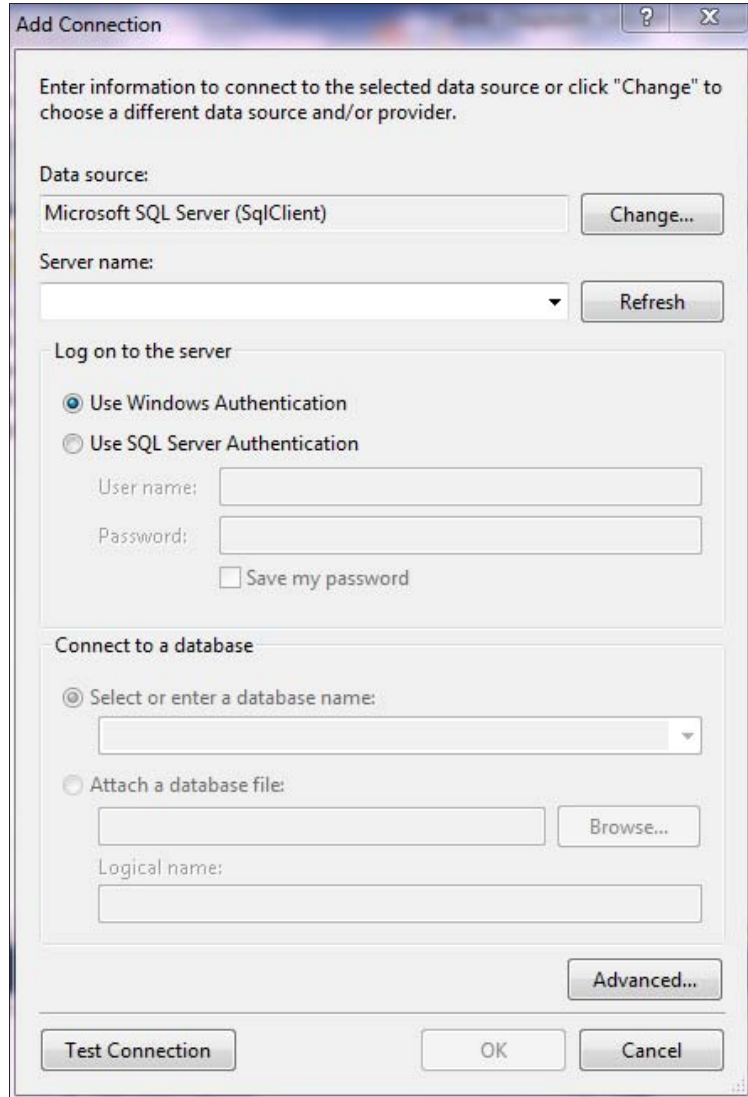 Add Connection
Enter information to connect to the selected data source or click "Change" to
choose a different data source and/or provider.
Data source:
Microsoft SQL Server (SqlClient)
Change...
Server name:
Refresh
Log on to the server
Use Windows Authentication
Use SQL Server Authentication
User name:
Password:
Save my password
Connect to a database
Select or enter a database name:
Attach a database file:
Browse...
Logical name:
Advanced...
Test Connection
OK
Cancel